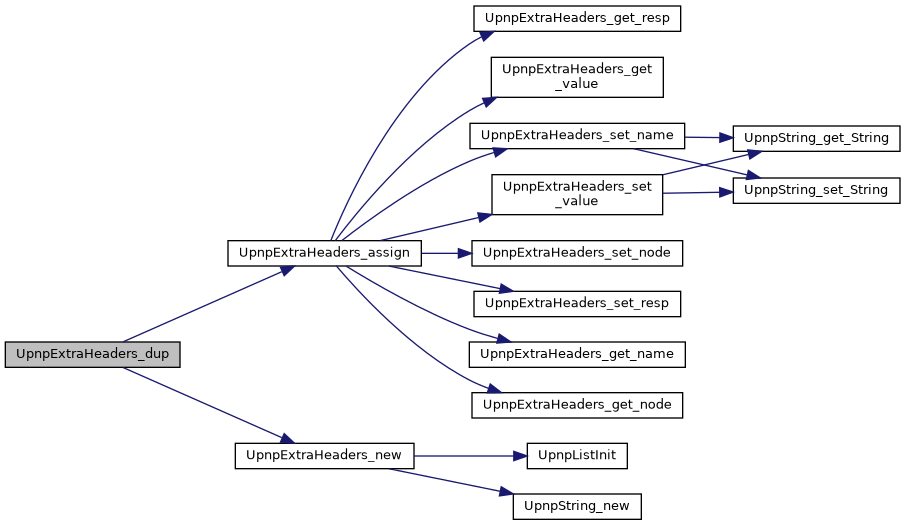 UpnpExtraHeaders_get_resp
UpnpExtraHeaders_get
_value
UpnpExtraHeaders_set_name
UpnpString_get_String
UpnpExtraHeaders_set
_value
UpnpString_set_String
UpnpExtraHeaders_assign
UpnpExtraHeaders_set_node
UpnpExtraHeaders_set_resp
UpnpExtraHeaders_dup
UpnpExtraHeaders_get_name
UpnpExtraHeaders_get_node
UpnpExtraHeaders_new
UpnpListInit
UpnpString_new